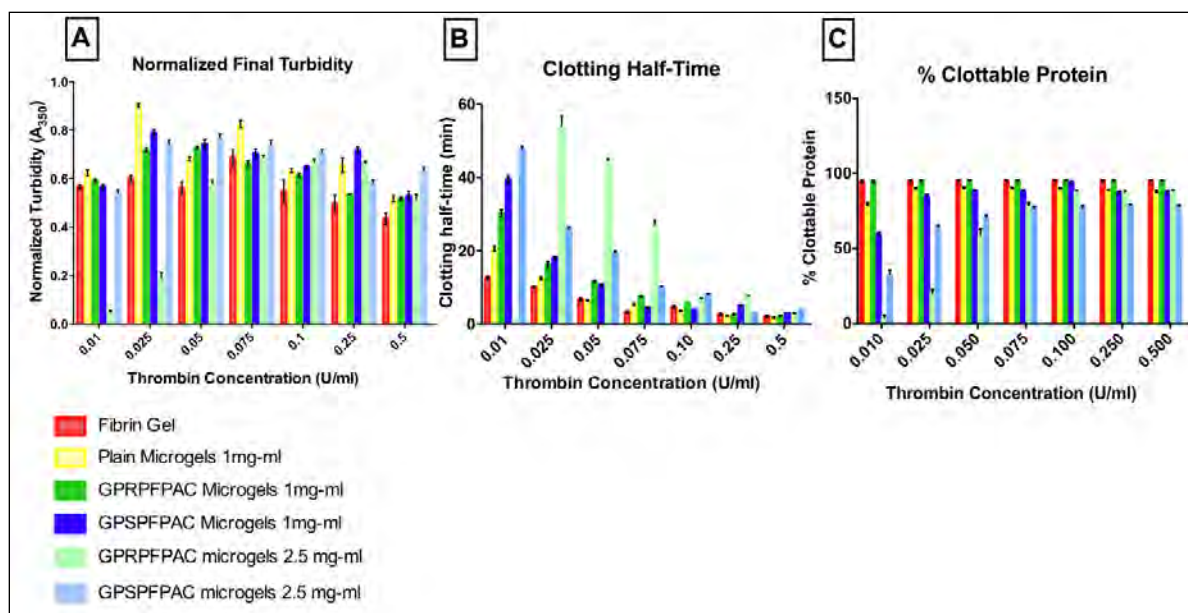 A
Normalized Final Turbidity
Normalized Turbidity (A350)
1.0
0.8
0.6
0.4
0.2
0.0
0.01
0.025
0.05
0.075
0.1
0.25
0.5
Thrombin Concentration (U/ml)
B
Clotting Half-Time
Clotting half-time (min)
60
40
20
0
0.01
0.025
0.05
0.075
0.10
0.25
0.5
Thrombin Concentration (U/ml)
C
% Clottable Protein
% Clottable Protein
150
100
50
0
0.010
0.025
0.050
0.075
0.100
0.250
0.500
Thrombin Concentration (U/ml)
Fibrin Gel
Plain Microgels 1mg-ml
GPRPFPAC Microgels 1mg-ml
GPSPFPAC Microgels 1mg-ml
GPRPFPAC microgels 2.5 mg-ml
GPSPFPAC microgels 2.5 mg-ml